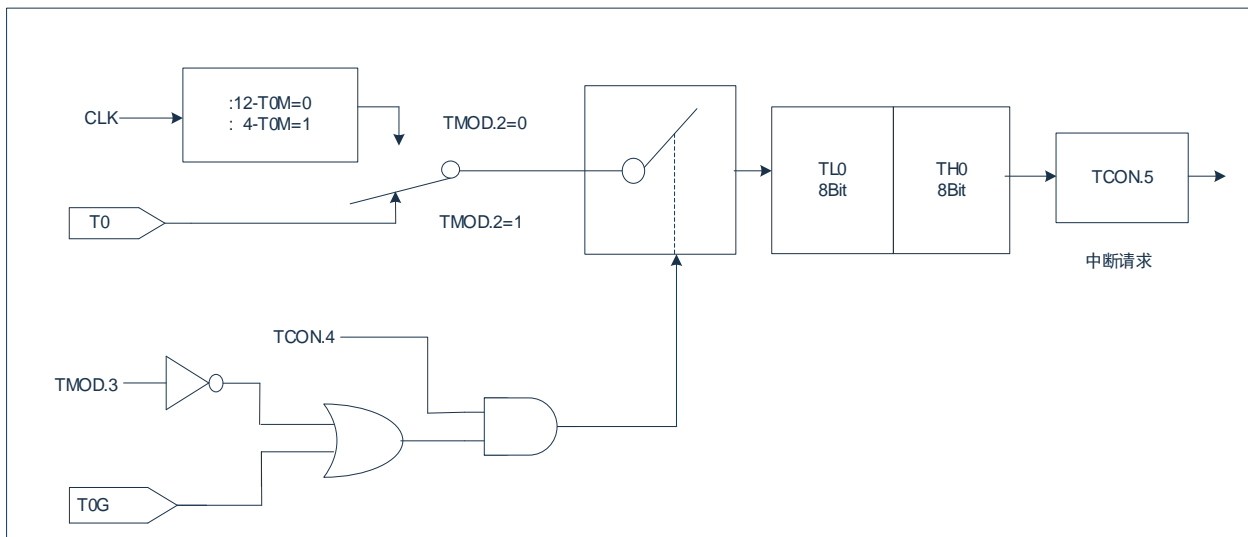 CLK
:12-T0M=0
: 4-T0M=1
TMOD.2=0
T0
TMOD.2=1
TL0
8Bit
TH0
8Bit
TCON.5
中断请求
TCON.4
TMOD.3
T0G